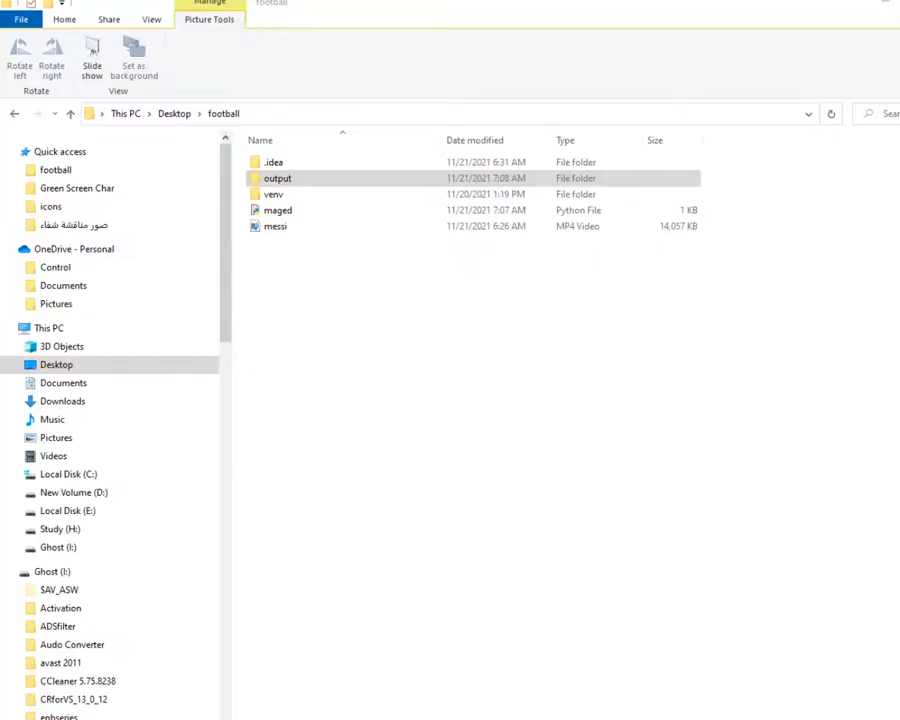 Manage
football
File
Home
Share
View
Picture Tools
Rotate left
Rotate right
Slide show
Set as background
Rotate
View
This PC > Desktop > football
Name
Date modified
Type
Size
.idea 11/21/2021 6:31 AM File folder
output 11/21/2021 7:08 AM File folder
venv 11/20/2021 1:19 PM File folder
maged 11/21/2021 7:07 AM Python File 1 KB
messi 11/21/2021 6:26 AM MP4 Video 14,057 KB
Quick access
football
Green Screen Char
icons
صور مناقشة شفاء
OneDrive - Personal
Control
Documents
Pictures
This PC
3D Objects
Desktop
Documents
Downloads
Music
Pictures
Videos
Local Disk (C:)
New Volume (D:)
Local Disk (E:)
Study (H:)
Ghost (I:)
Ghost (I:)
$AV_ASW
Activation
ADSfilter
Audo Converter
avast 2011
CCleaner 5.75.8238
CRforVS_13_0_12
enbseries